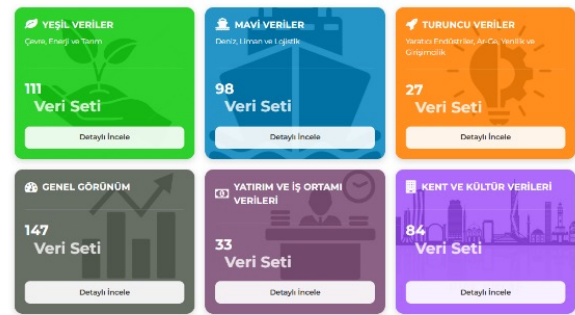 YEŞİL VERİLER
Çevre, Enerji ve Tarım
111
Veri Seti
Detaylı İncele
MAVİ VERİLER
Deniz, Liman ve Lojistik
98
Veri Seti
Detaylı İncele
TURUNCU VERİLER
Yaratıcı Endüstriler, Ar-Ge, Yenilik ve
Girişimcilik
27
Veri Seti
Detaylı İncele
GENEL GÖRÜNÜM
147
Veri Seti
Detaylı İncele
YATIRIM VE İŞ ORTAMI
VERİLERİ
33
Veri Seti
Detaylı İncele
KENT VE KÜLTÜR VERİLERİ
84
Veri Seti
Detaylı İncele